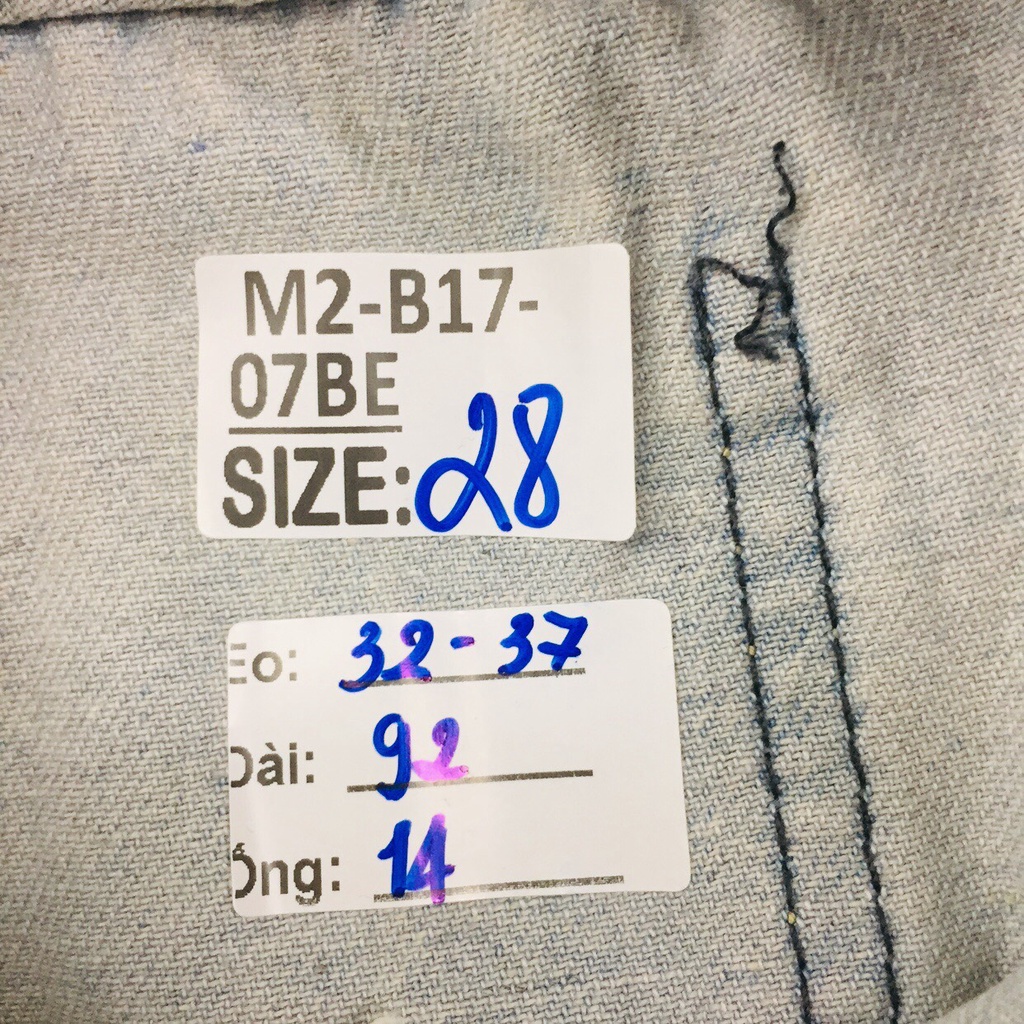 M2-B17-
07BE
SIZE: 28
Eo: 32-37
Dài: 92
Ống: 14